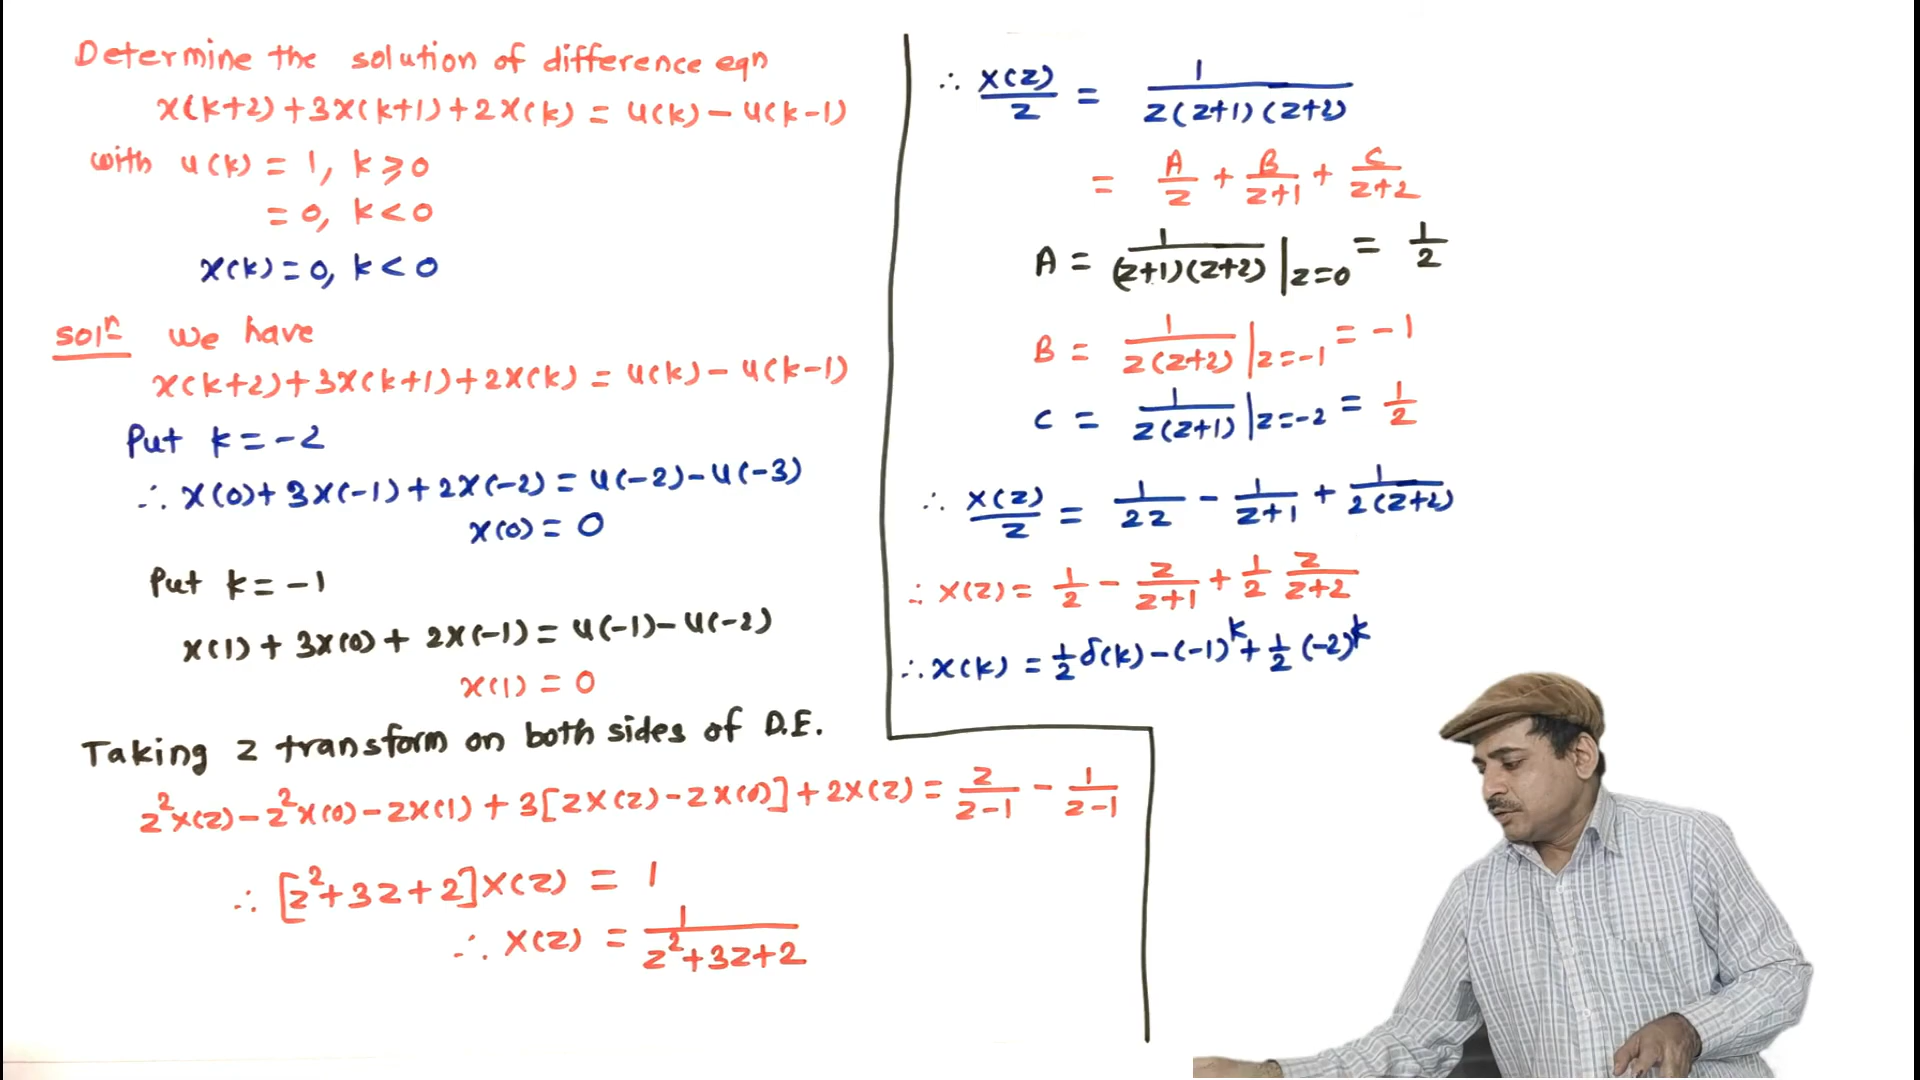 Determine the solution of difference eqn
x(k+2)+3x(k+1)+2x(k) = u(k) - u(k-1)
with u(k) = 1, k ⩾ 0
= 0, k < 0
x(k) = 0, k < 0
solⁿ we have
x(k+2)+3x(k+1)+2x(k) = u(k) - u(k-1)
Put k = -2
∴ x(0)+3x(-1)+2x(-2) = u(-2)-u(-3)
x(0) = 0
Put k = -1
x(1) + 3x(0) + 2x(-1) = u(-1)-u(-2)
x(1) = 0
Taking z transform on both sides of D.E.
z²x(z)-z²x(0)-zx(1)+3[zx(z)-zx(0)]+2x(z) = z/(z-1) - 1/(z-1)
∴ [z²+3z+2]x(z) = 1
∴ x(z) = 1/(z²+3z+2)
∴ x(z)/z = 1/(z(z+1)(z+2))
= A/z + B/(z+1) + C/(z+2)
A = 1/((z+1)(z+2)) |z=0 = 1/2
B = 1/(z(z+2)) |z=-1 = -1
C = 1/(z(z+1)) |z=-2 = 1/2
∴ x(z)/z = 1/(2z) - 1/(z+1) + 1/(2(z+2))
∴ x(z) = 1/2 - z/(z+1) + 1/2 z/(z+2)
∴ x(k) = 1/2 δ(k) - (-1)^k + 1/2 (-2)^k